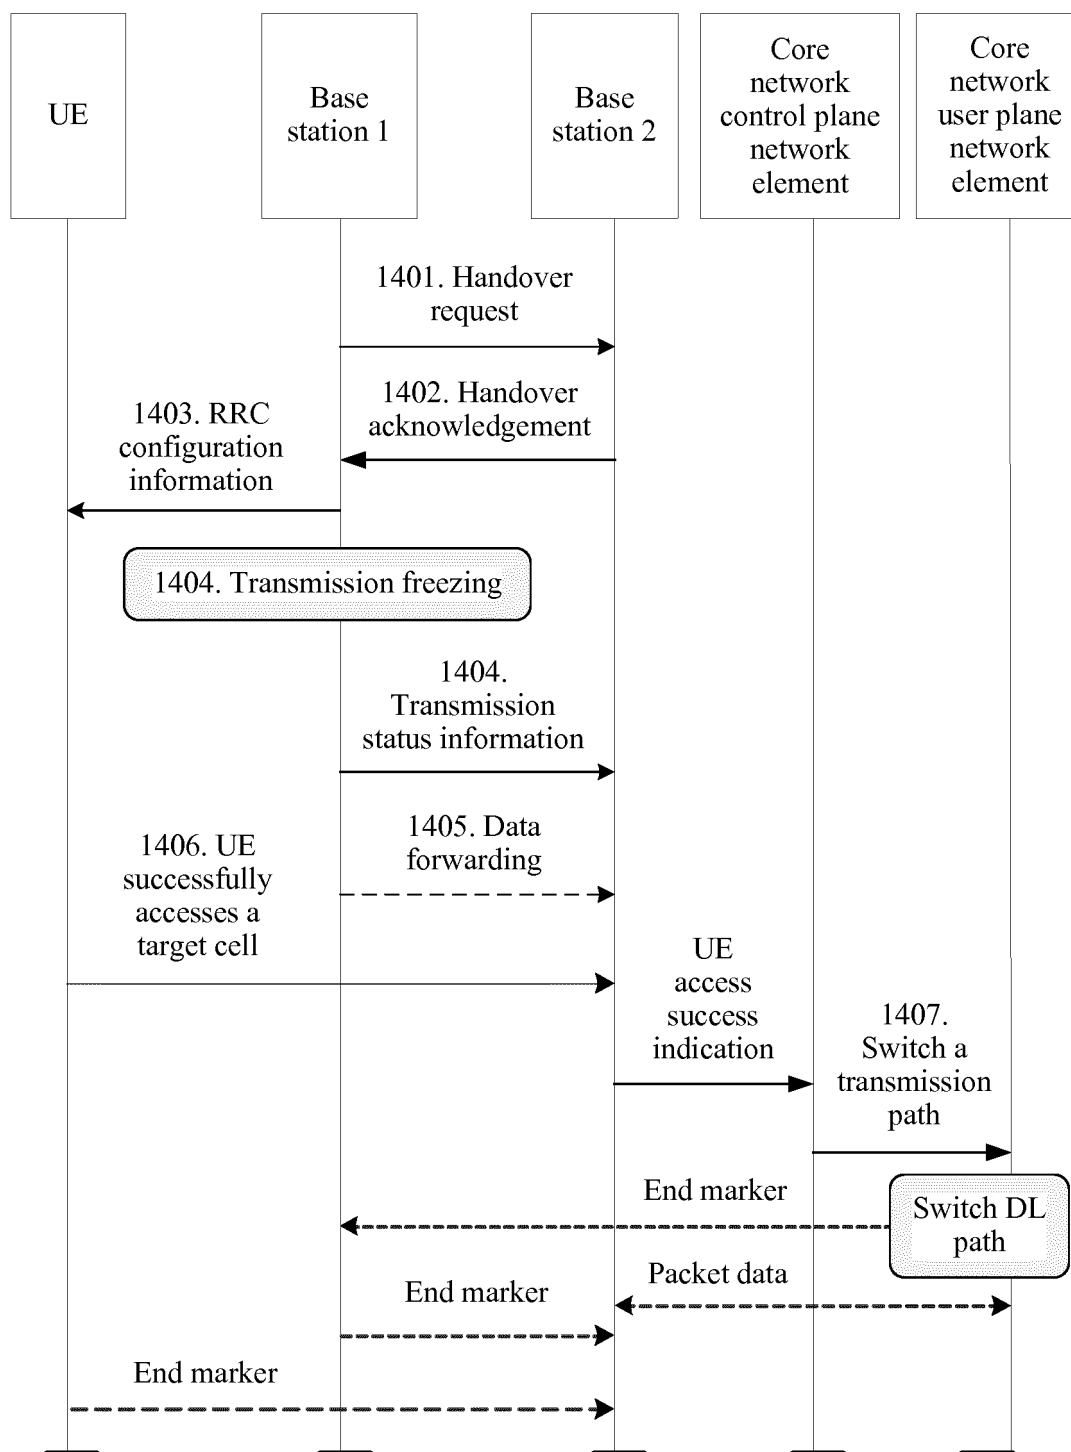 UE
Base
station 1
Base
station 2
Core
network
control plane
network
element
Core
network
user plane
network
element
1401. Handover
request
1402. Handover
acknowledgement
1403. RRC
configuration
information
1404. Transmission freezing
1404.
Transmission
status information
1405. Data
forwarding
1406. UE
successfully
accesses a
target cell
UE
access
success
indication
1407.
Switch a
transmission
path
End marker
Switch DL
path
Packet data
End marker
End marker